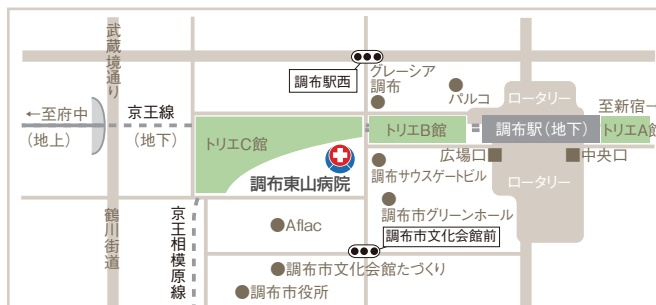 武蔵境通り
調布駅西
グレーシア
調布
パルコ
ロータリー
←至府中
(地上)
京王線
(地下)
トリエC館
トリエB館
調布駅(地下)
至新宿→
トリエA館
広場口
中央口
調布東山病院
調布サウスゲートビル
ロータリー
調布市グリーンホール
鶴川街道
京王相模原線
Aflac
調布市文化会館前
調布市文化会館たづくり
調布市役所